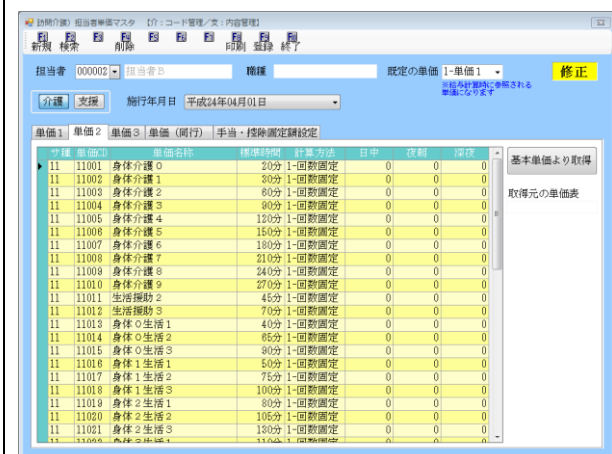 訪問介護) 担当者単価マスタ 【介:コード管理/支:内容管理】
新規 検索 削除 印刷 登録 終了
担当者 000002 担当者B 職種 既定の単価 1-単価1 修正
※給与計算時に参照される
単価になります
介護 支援 施行年月日 平成24年04月01日
単価1 単価2 単価3 単価(同行) 手当・控除固定額設定
サ種 単価CD 単価名称 標準時間 計算方法 日中 夜朝 深夜
基本単価より取得
取得元の単価表
11 11001 身体介護0 20分 1-回数固定 0 0 0
11 11002 身体介護1 30分 1-回数固定 0 0 0
11 11003 身体介護2 60分 1-回数固定 0 0 0
11 11004 身体介護3 90分 1-回数固定 0 0 0
11 11005 身体介護4 120分 1-回数固定 0 0 0
11 11006 身体介護5 150分 1-回数固定 0 0 0
11 11007 身体介護6 180分 1-回数固定 0 0 0
11 11008 身体介護7 210分 1-回数固定 0 0 0
11 11009 身体介護8 240分 1-回数固定 0 0 0
11 11010 身体介護9 270分 1-回数固定 0 0 0
11 11011 生活援助2 45分 1-回数固定 0 0 0
11 11012 生活援助3 70分 1-回数固定 0 0 0
11 11013 身体0生活1 40分 1-回数固定 0 0 0
11 11014 身体0生活2 65分 1-回数固定 0 0 0
11 11015 身体0生活3 90分 1-回数固定 0 0 0
11 11016 身体1生活1 50分 1-回数固定 0 0 0
11 11017 身体1生活2 75分 1-回数固定 0 0 0
11 11018 身体1生活3 100分 1-回数固定 0 0 0
11 11019 身体2生活1 80分 1-回数固定 0 0 0
11 11020 身体2生活2 105分 1-回数固定 0 0 0
11 11021 身体2生活3 130分 1-回数固定 0 0 0